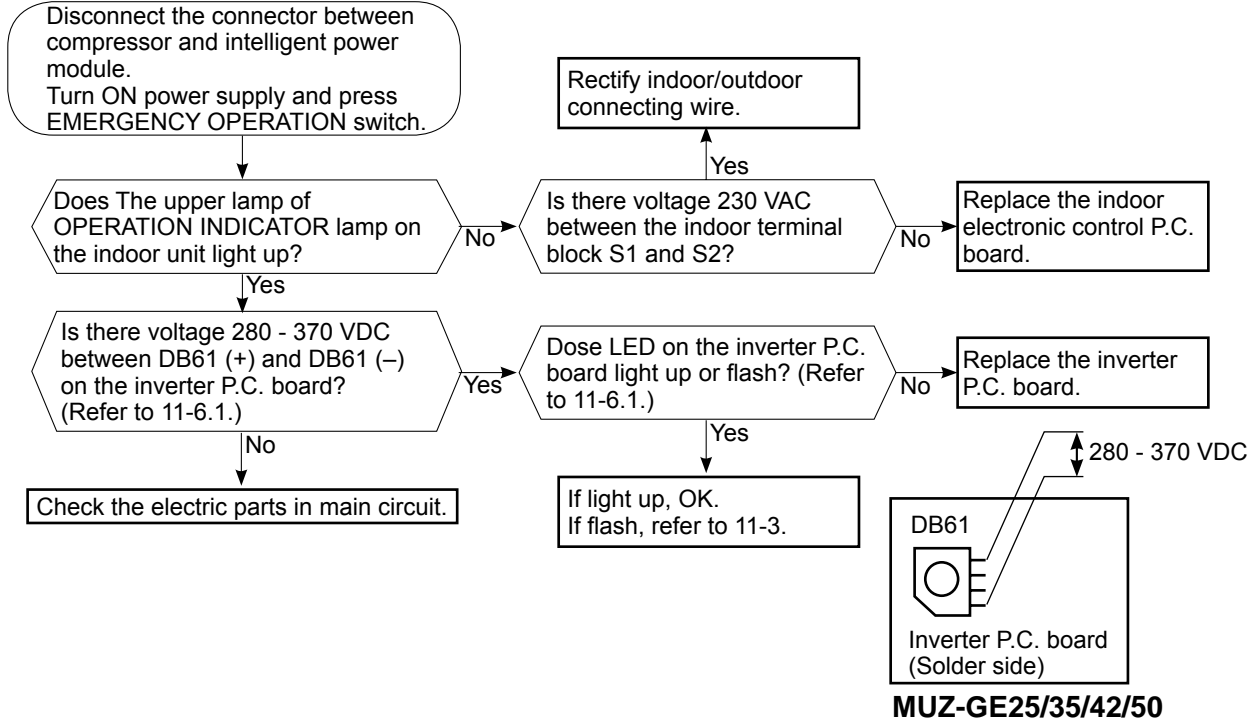 Disconnect the connector between
compressor and intelligent power
module.
Turn ON power supply and press
EMERGENCY OPERATION switch.
Rectify indoor/outdoor
connecting wire.
Yes
Does The upper lamp of
OPERATION INDICATOR lamp on
the indoor unit light up?
No
Is there voltage 230 VAC
between the indoor terminal
block S1 and S2?
No
Replace the indoor
electronic control P.C.
board.
Yes
Is there voltage 280 - 370 VDC
between DB61 (+) and DB61 (–)
on the inverter P.C. board?
(Refer to 11-6.1.)
Yes
Dose LED on the inverter P.C.
board light up or flash? (Refer
to 11-6.1.)
No
Replace the inverter
P.C. board.
No
Check the electric parts in main circuit.
Yes
If light up, OK.
If flash, refer to 11-3.
280 - 370 VDC
DB61
Inverter P.C. board
(Solder side)
MUZ-GE25/35/42/50